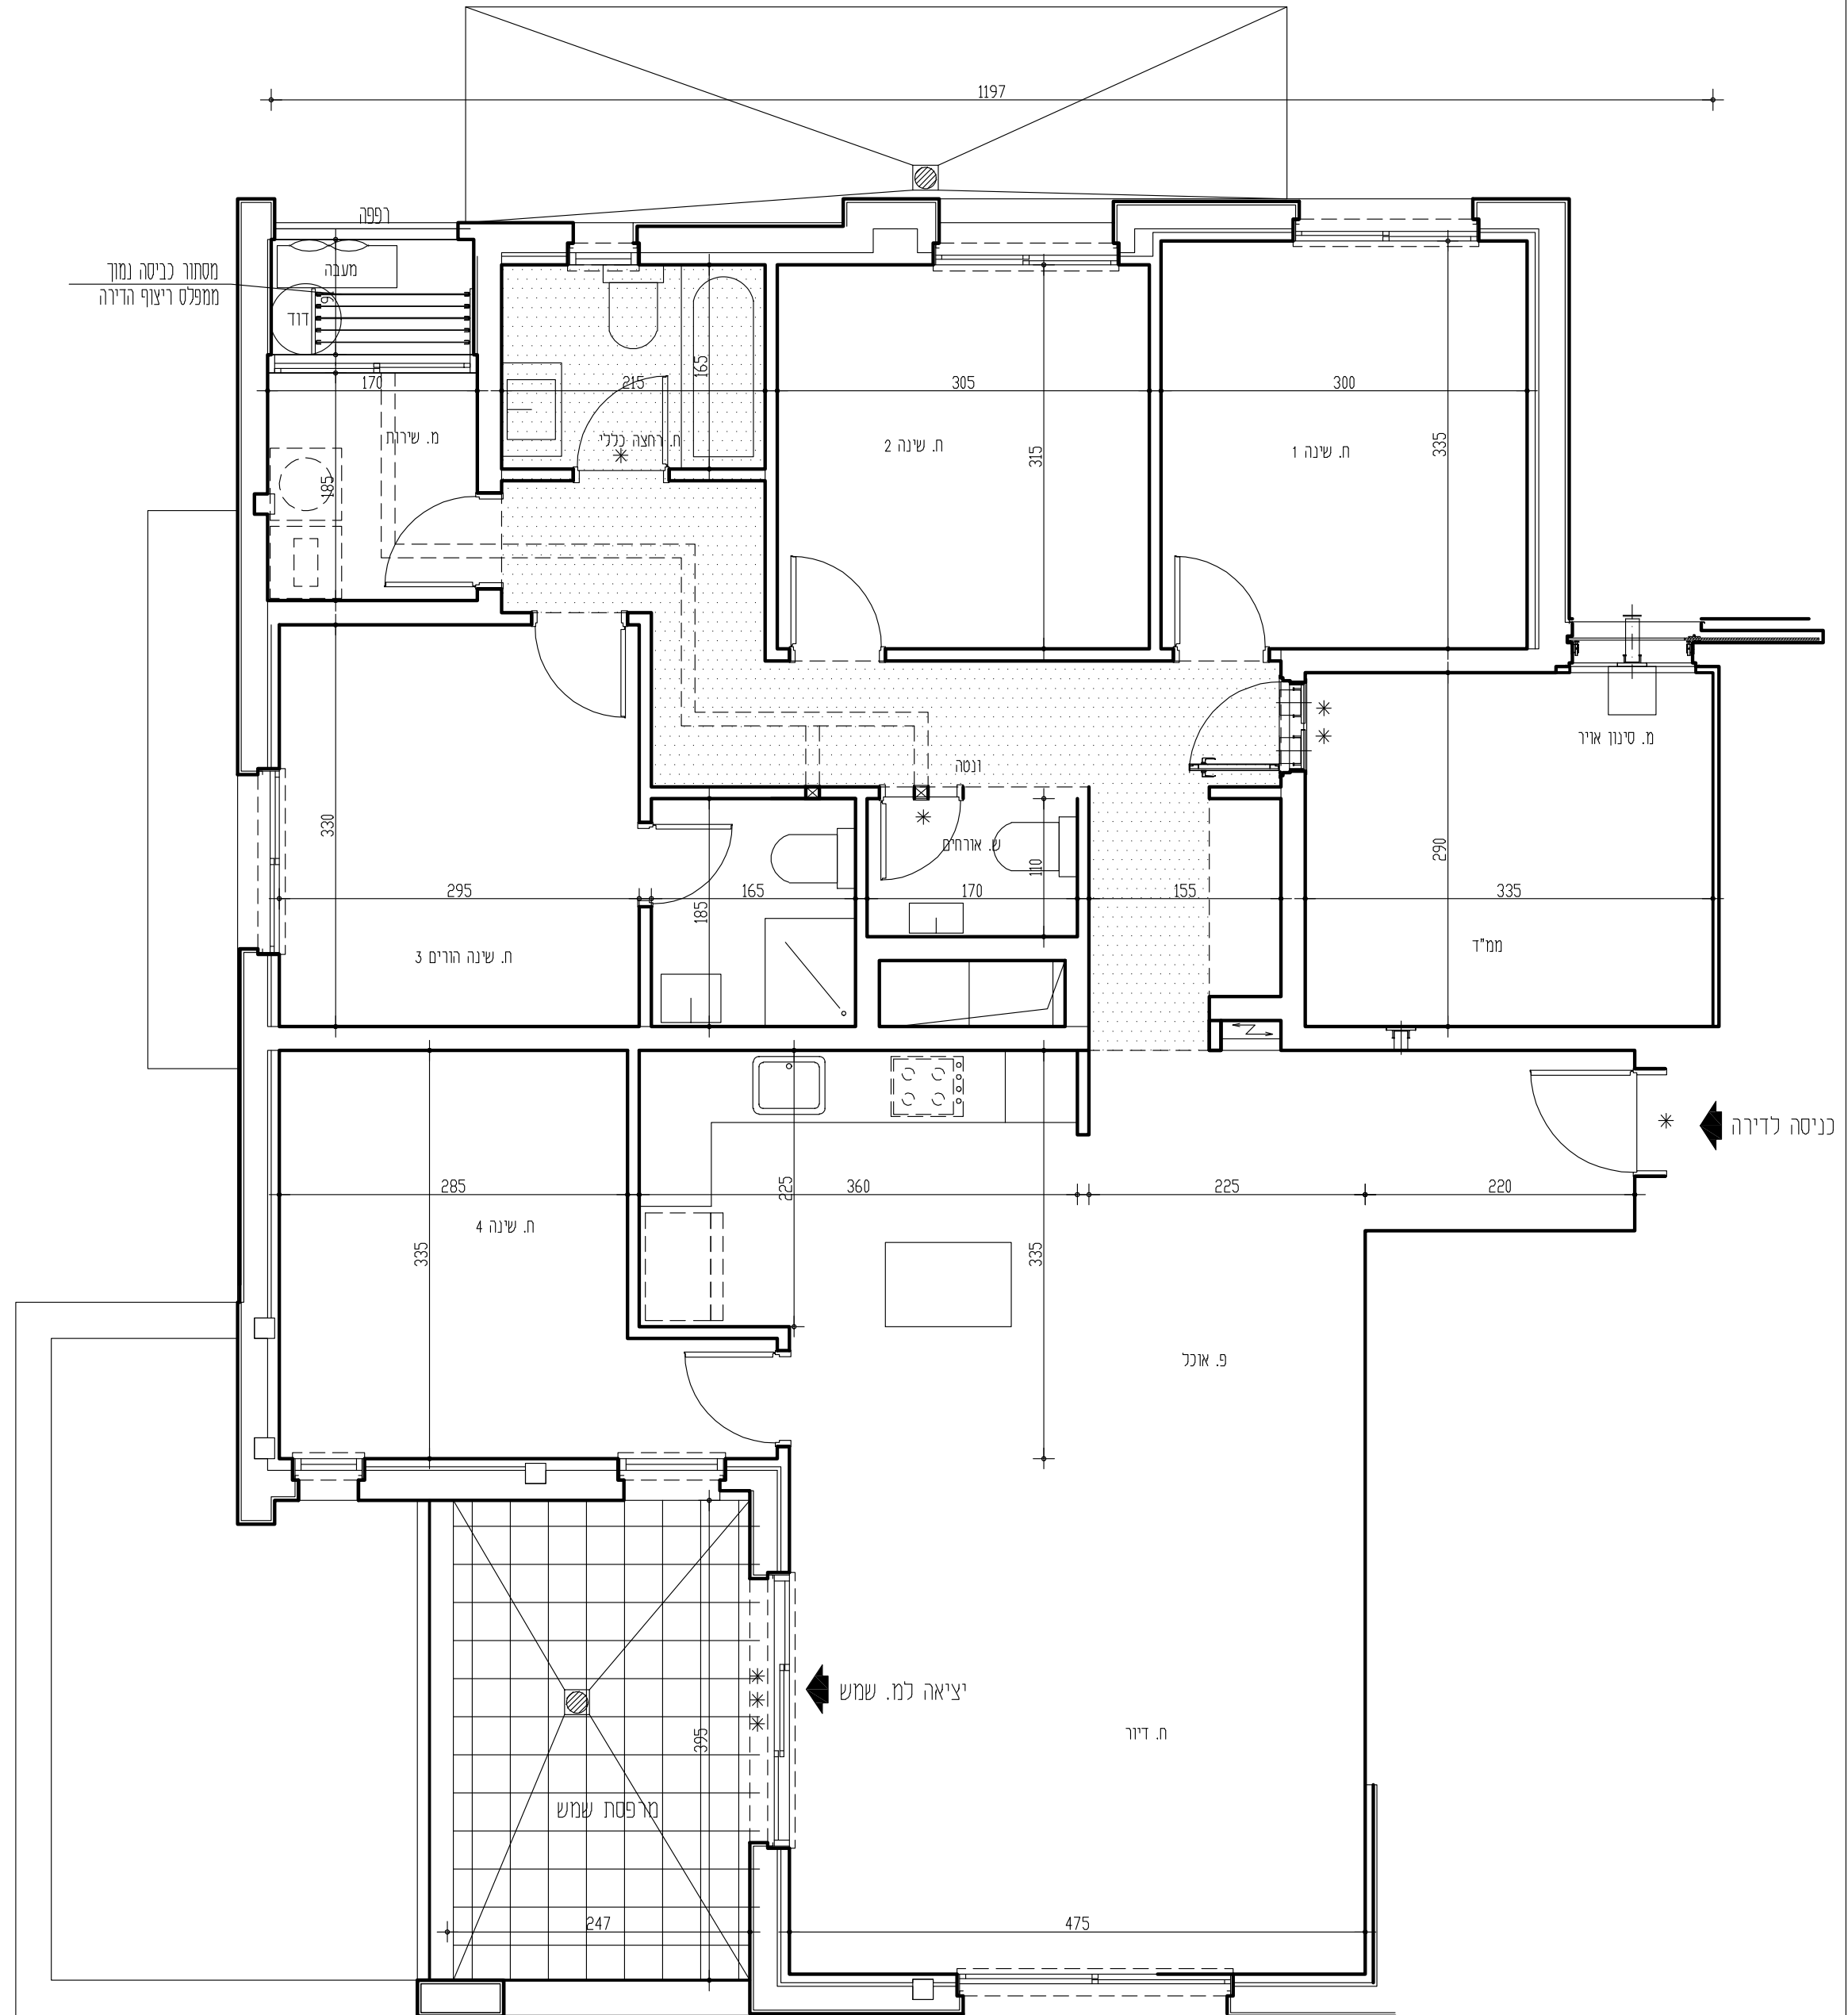 1197
רפפה
מסתור כביסה נמוך
ממפלס ריצוף הדירה
מעבה
דוד
170
215
165
305
300
מ. שירות
ח. רחצה כללי
ח. שינה 2
ח. שינה 1
315
335
185
מ. סינון אויר
ונטה
330
ש. אורחים
110
290
295
165
185
170
155
335
ח. שינה הורים 3
ממ"ד
כניסה לדירה
285
225
360
225
220
ח. שינה 4
335
335
פ. אוכל
יציאה למ. שמש
395
ח. דיור
מרפסת שמש
247
475